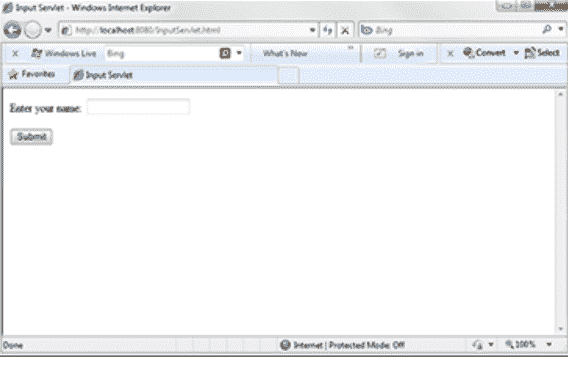 Input Servlet - Windows Internet Explorer
http://localhost:8080/InputServlet.html Bing
x Windows Live Bing What's New » Sign in x Convert Select
Favorites Input Servlet
Enter your name:
Submit
Done Internet | Protected Mode: Off 100%